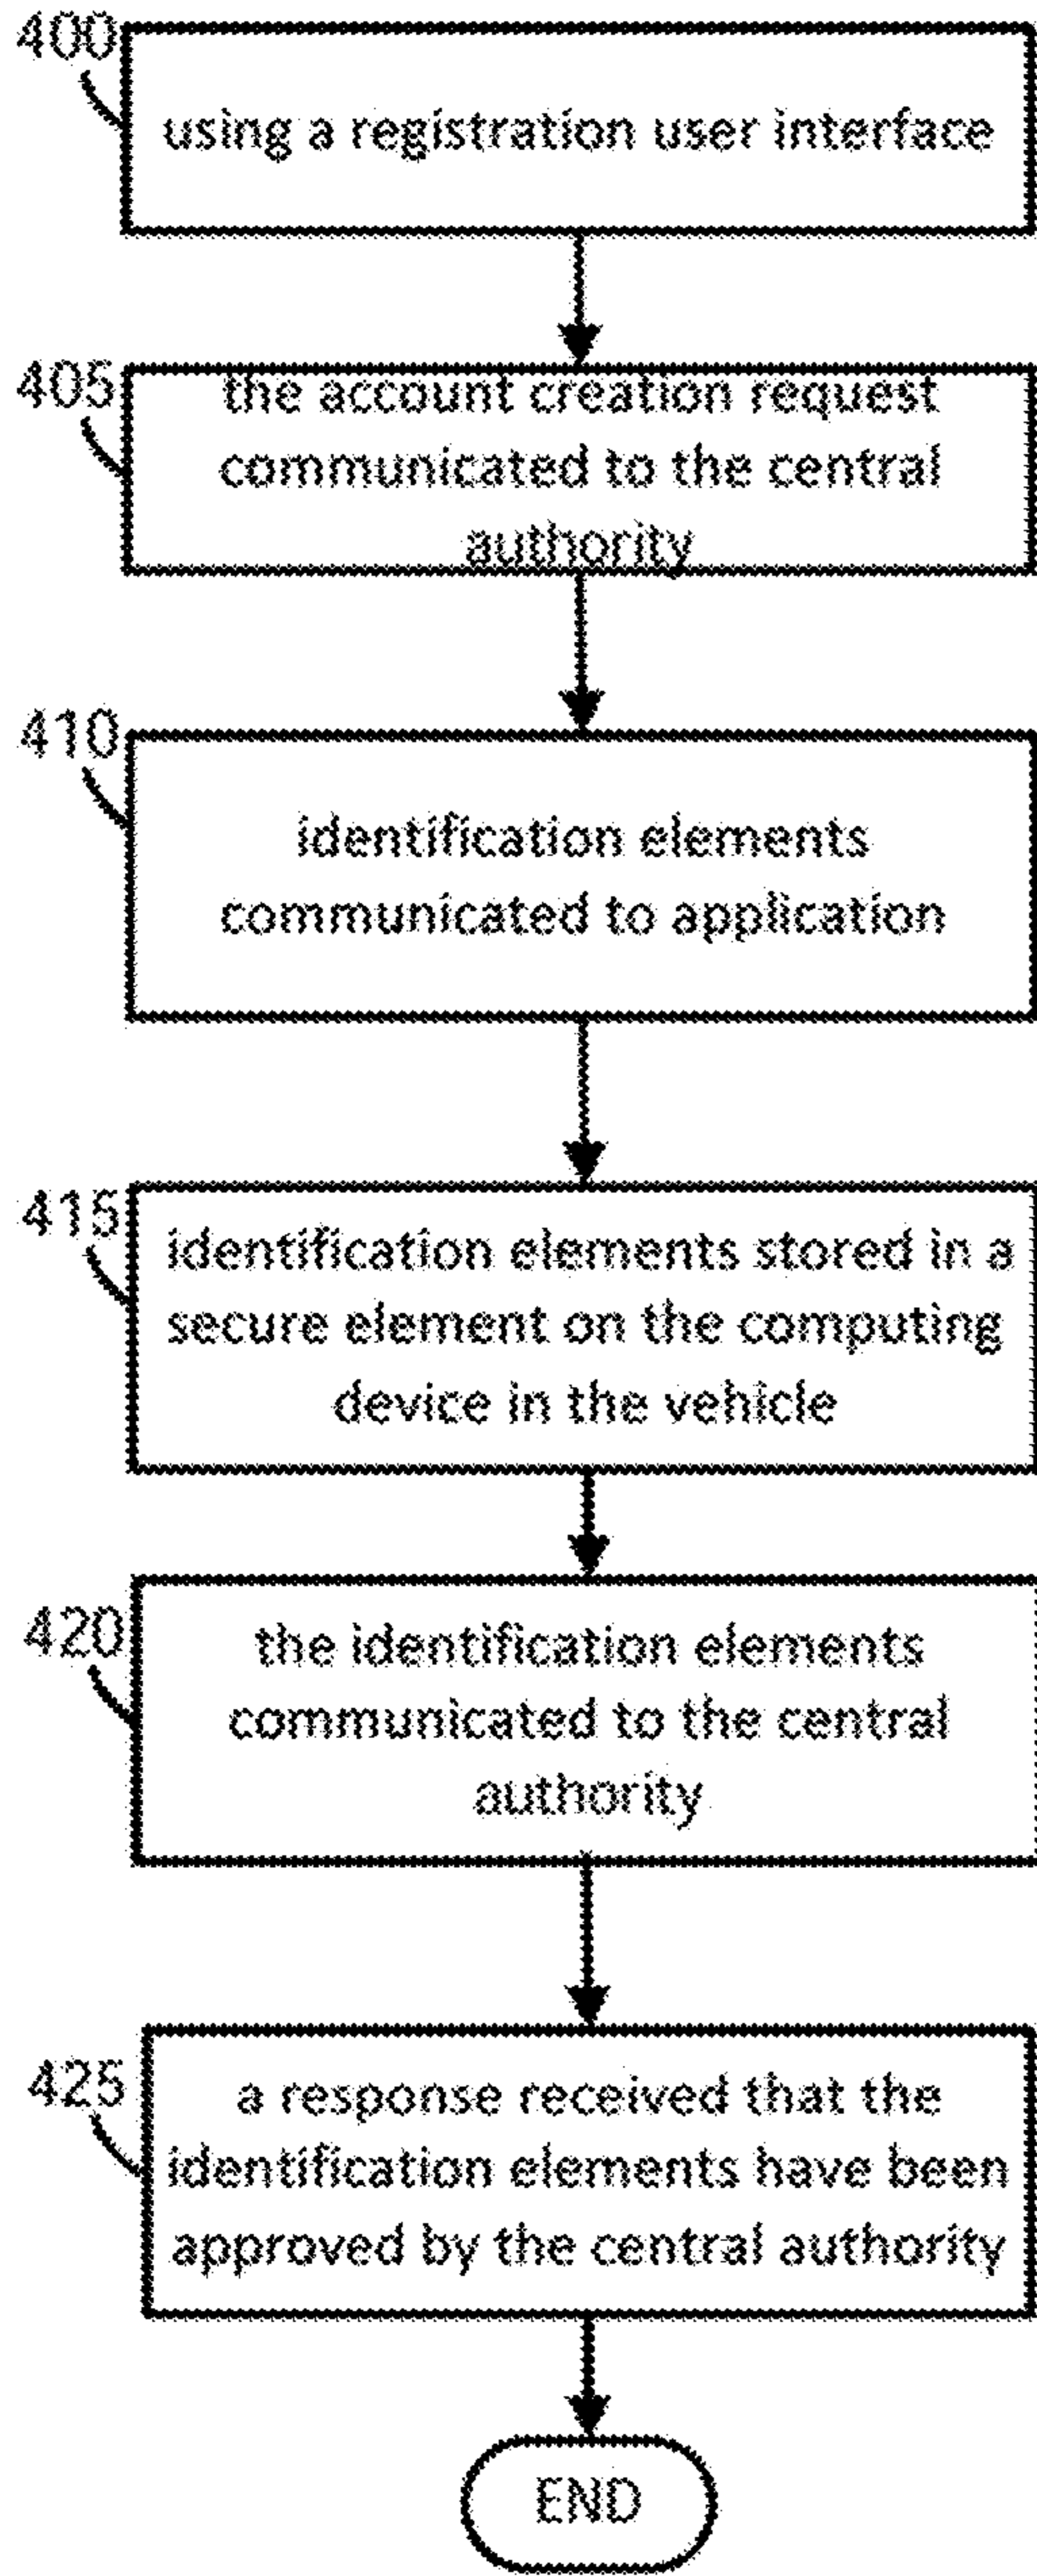 400
using a registration user interface
405
the account creation request
communicated to the central
authority
410
identification elements
communicated to application
415
identification elements stored in a
secure element on the computing
device in the vehicle
420
the identification elements
communicated to the central
authority
425
a response received that the
identification elements have been
approved by the central authority
END